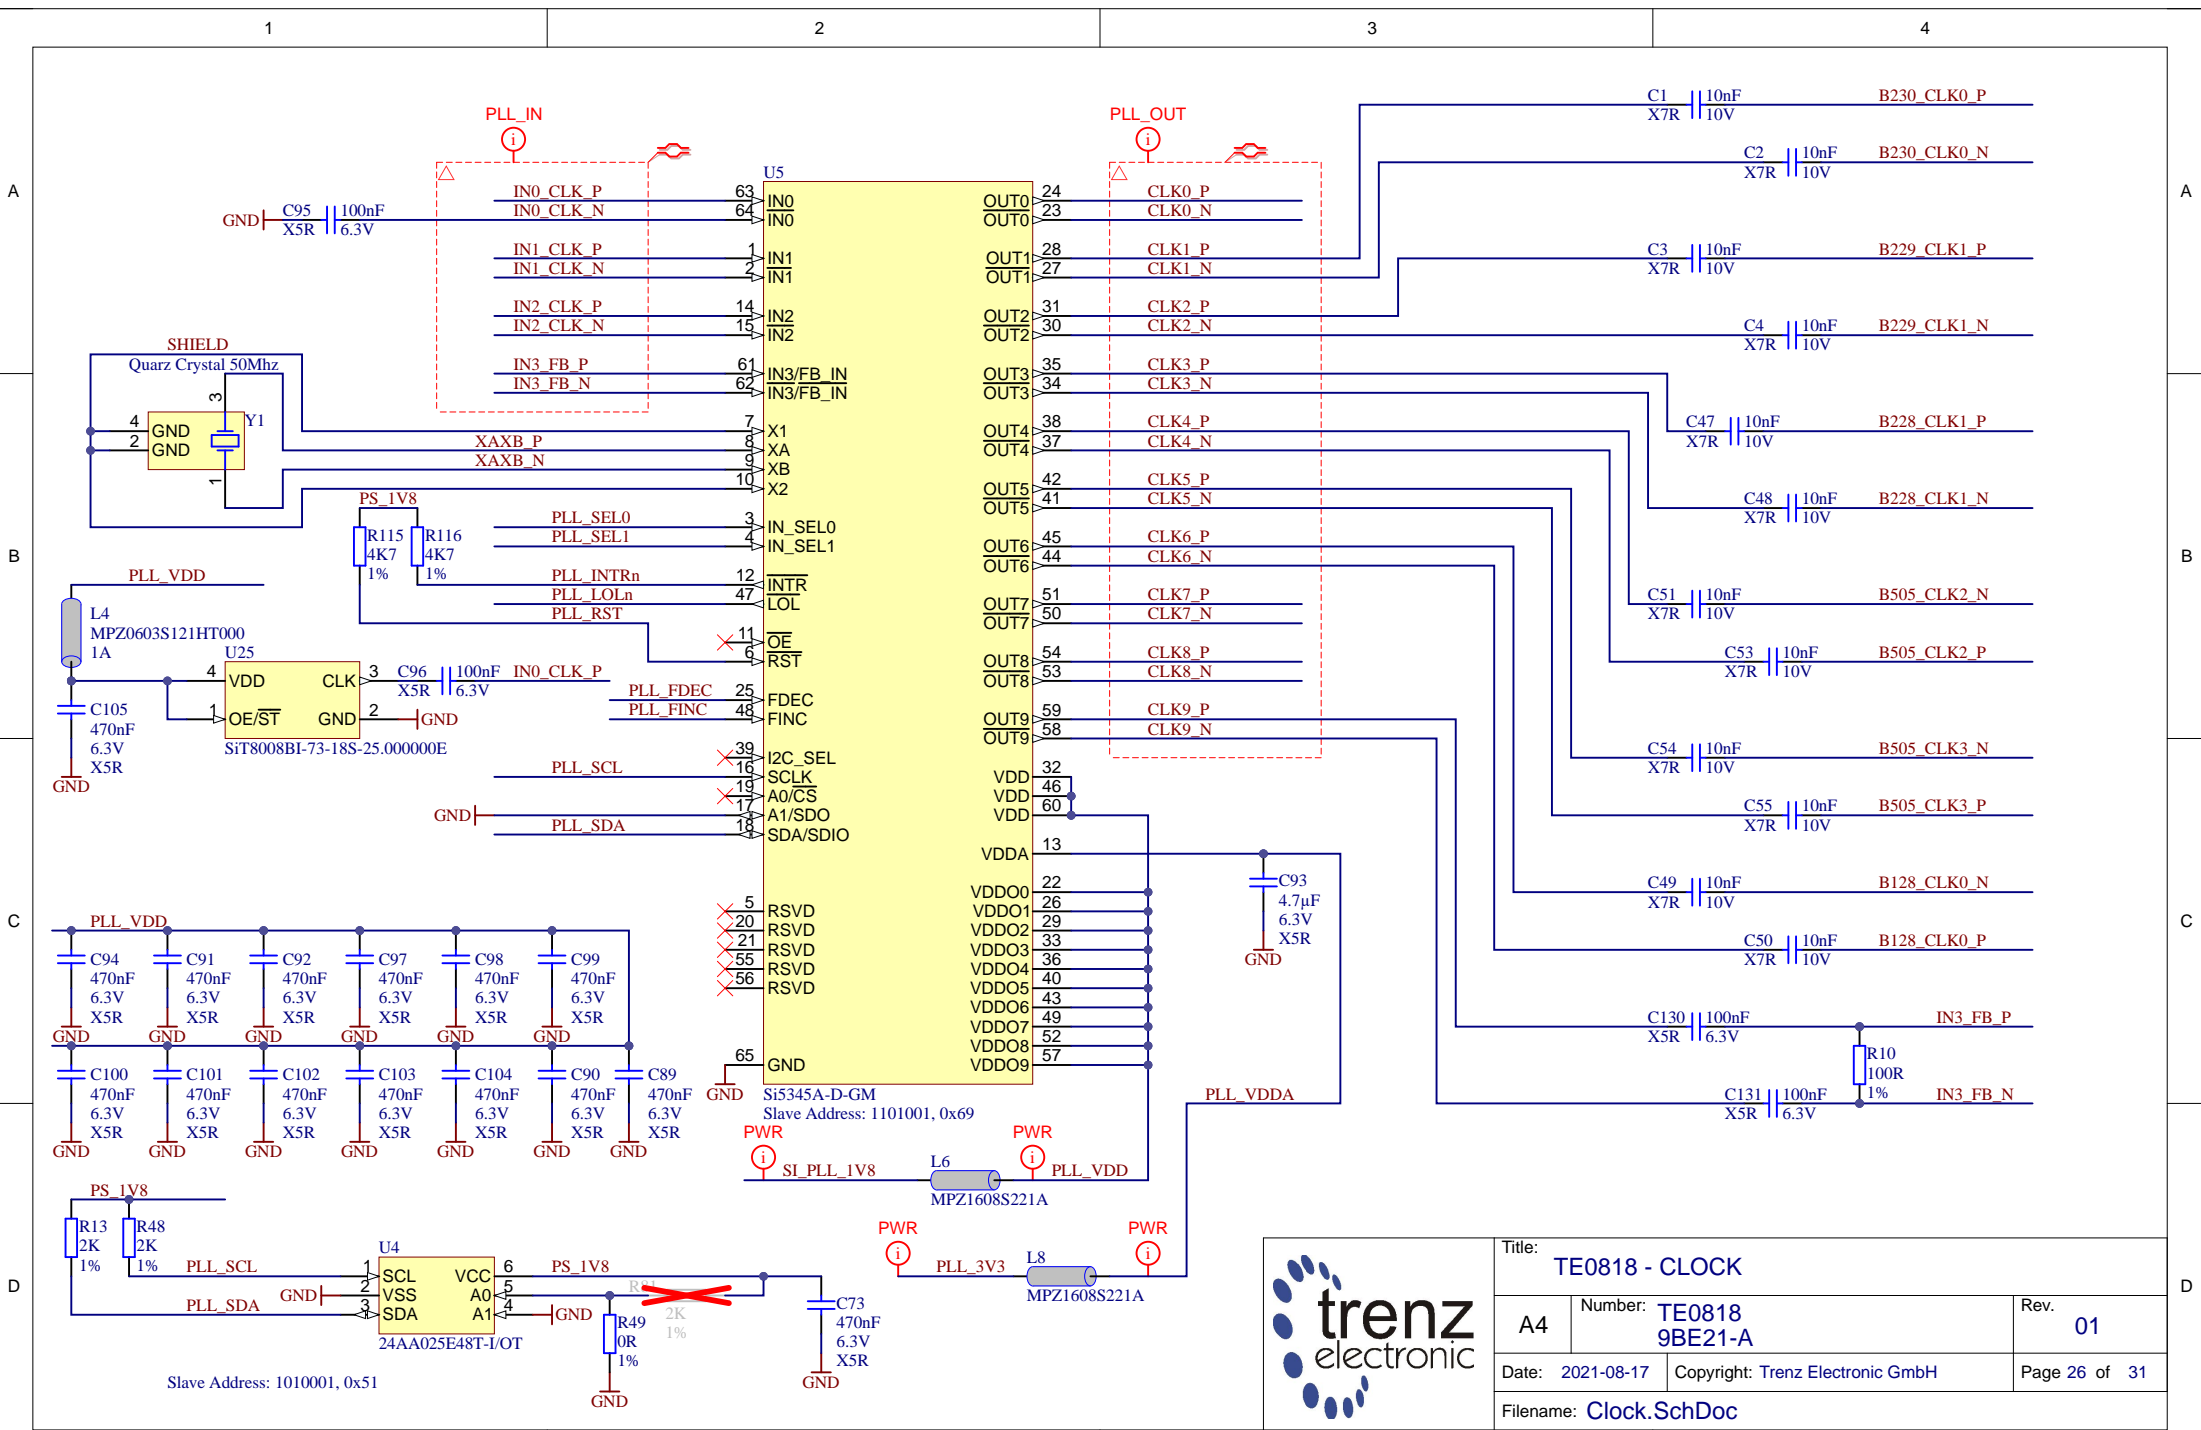 1 2 3 4
A
B
C
D
A
B
C
D
PLL_IN
i
PLL_OUT
i
U5
IN0_CLK_P 63 IN0
IN0_CLK_N 64 IN0
GND C95 100nF
X5R 6.3V
IN1_CLK_P 1 IN1
IN1_CLK_N 2 IN1
IN2_CLK_P 14 IN2
IN2_CLK_N 15 IN2
IN3_FB_P 61 IN3/FB_IN
IN3_FB_N 62 IN3/FB_IN
SHIELD
Quarz Crystal 50Mhz
3
4 GND Y1
2 GND
1
7 X1
XAXB_P 8 XA
XAXB_N 9 XB
10 X2
PS_1V8
R115 R116
4K7 4K7
1% 1%
PLL_SEL0 3 IN_SEL0
PLL_SEL1 4 IN_SEL1
PLL_INTRn 12 INTR
PLL_LOLn 47 LOL
PLL_RST
11 OE
6 RST
PLL_FDEC 25 FDEC
PLL_FINC 48 FINC
39 I2C_SEL
PLL_SCL 16 SCLK
19 A0/CS
GND 17 A1/SDO
PLL_SDA 18 SDA/SDIO
5 RSVD
20 RSVD
21 RSVD
55 RSVD
56 RSVD
65 GND
GND
Si5345A-D-GM
Slave Address: 1101001, 0x69
PLL_VDD
L4
MPZ0603S121HT000
1A
U25
4 VDD CLK 3
1 OE/ST GND 2 GND
SiT8008BI-73-18S-25.000000E
C96 100nF IN0_CLK_P
X5R 6.3V
C105
470nF
6.3V
X5R
GND
OUT0 24 CLK0_P
OUT0 23 CLK0_N
OUT1 28 CLK1_P
OUT1 27 CLK1_N
OUT2 31 CLK2_P
OUT2 30 CLK2_N
OUT3 35 CLK3_P
OUT3 34 CLK3_N
OUT4 38 CLK4_P
OUT4 37 CLK4_N
OUT5 42 CLK5_P
OUT5 41 CLK5_N
OUT6 45 CLK6_P
OUT6 44 CLK6_N
OUT7 51 CLK7_P
OUT7 50 CLK7_N
OUT8 54 CLK8_P
OUT8 53 CLK8_N
OUT9 59 CLK9_P
OUT9 58 CLK9_N
VDD 32
VDD 46
VDD 60
VDDA 13
VDDO0 22
VDDO1 26
VDDO2 29
VDDO3 33
VDDO4 36
VDDO5 40
VDDO6 43
VDDO7 49
VDDO8 52
VDDO9 57
C93
4.7µF
6.3V
X5R
GND
C1 10nF B230_CLK0_P
X7R 10V
C2 10nF B230_CLK0_N
X7R 10V
C3 10nF B229_CLK1_P
X7R 10V
C4 10nF B229_CLK1_N
X7R 10V
C47 10nF B228_CLK1_P
X7R 10V
C48 10nF B228_CLK1_N
X7R 10V
C51 10nF B505_CLK2_N
X7R 10V
C53 10nF B505_CLK2_P
X7R 10V
C54 10nF B505_CLK3_N
X7R 10V
C55 10nF B505_CLK3_P
X7R 10V
C49 10nF B128_CLK0_N
X7R 10V
C50 10nF B128_CLK0_P
X7R 10V
C130 100nF IN3_FB_P
X5R 6.3V
R10
100R
1%
C131 100nF IN3_FB_N
X5R 6.3V
PLL_VDD
C94 C91 C92 C97 C98 C99
470nF 470nF 470nF 470nF 470nF 470nF
6.3V 6.3V 6.3V 6.3V 6.3V 6.3V
X5R X5R X5R X5R X5R X5R
GND GND GND GND GND GND
C100 C101 C102 C103 C104 C90 C89
470nF 470nF 470nF 470nF 470nF 470nF 470nF
6.3V 6.3V 6.3V 6.3V 6.3V 6.3V 6.3V
X5R X5R X5R X5R X5R X5R X5R
GND GND GND GND GND GND GND
PWR PWR
i i
SI_PLL_1V8 L6 PLL_VDD
MPZ1608S221A
PLL_VDDA
PWR PWR
i i
PLL_3V3 L8
MPZ1608S221A
PS_1V8
R13 R48
2K 2K
1% 1%
U4
PLL_SCL 1 SCL VCC 6 PS_1V8
GND 2 VSS A0 5
PLL_SDA 3 SDA A1 4 GND
24AA025E48T-I/OT
2K
1%
R49
0R
1%
GND
C73
470nF
6.3V
X5R
GND
Slave Address: 1010001, 0x51
trenz
electronic
Title:
TE0818 - CLOCK
A4 Number: TE0818
9BE21-A
Rev.
01
Date: 2021-08-17 Copyright: Trenz Electronic GmbH Page 26 of 31
Filename: Clock.SchDoc